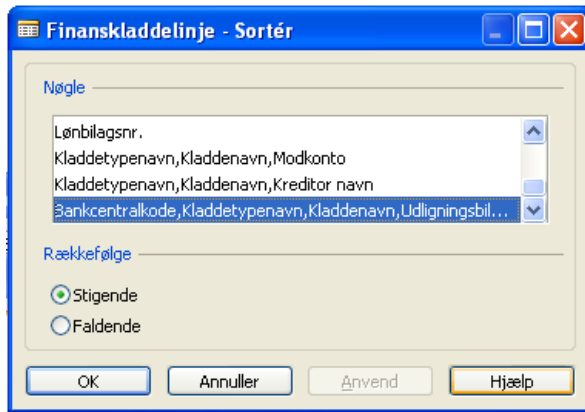 Finanskladdelinje - Sortér
Nøgle
Lønbilagsnr.
Kladdetypenavn,Kladdenavn,Modkonto
Kladdetypenavn,Kladdenavn,Kreditor navn
Bankcentralkode,Kladdetypenavn,Kladdenavn,Udligningsbil...
Rækkefølge
Stigende
Faldende
OK Annuller Anvend Hjælp